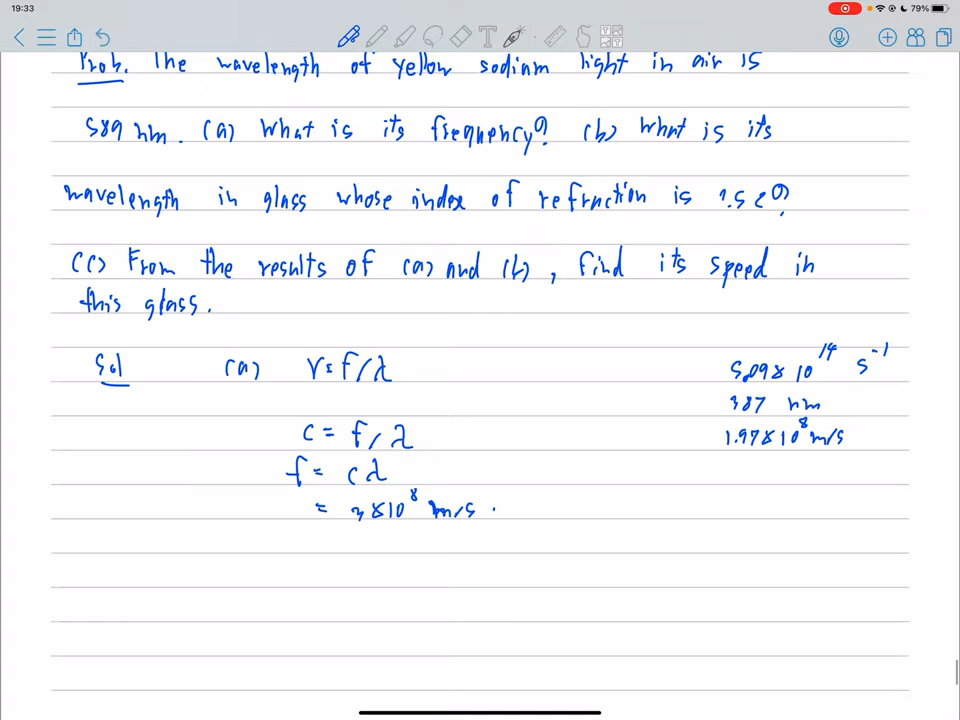 19:33
79%
Prob. The wavelength of yellow sodium light in air is
589 nm. (a) What is its frequency? (b) What is its
wavelength in glass whose index of refraction is 1.52?
(c) From the results of (a) and (b), find its speed in
this glass.
Sol (a) v = f/λ
5.09×10^14 s^-1
387 nm
c = f/λ
1.97×10^8 m/s
f = cλ
= 3×10^8 m/s .